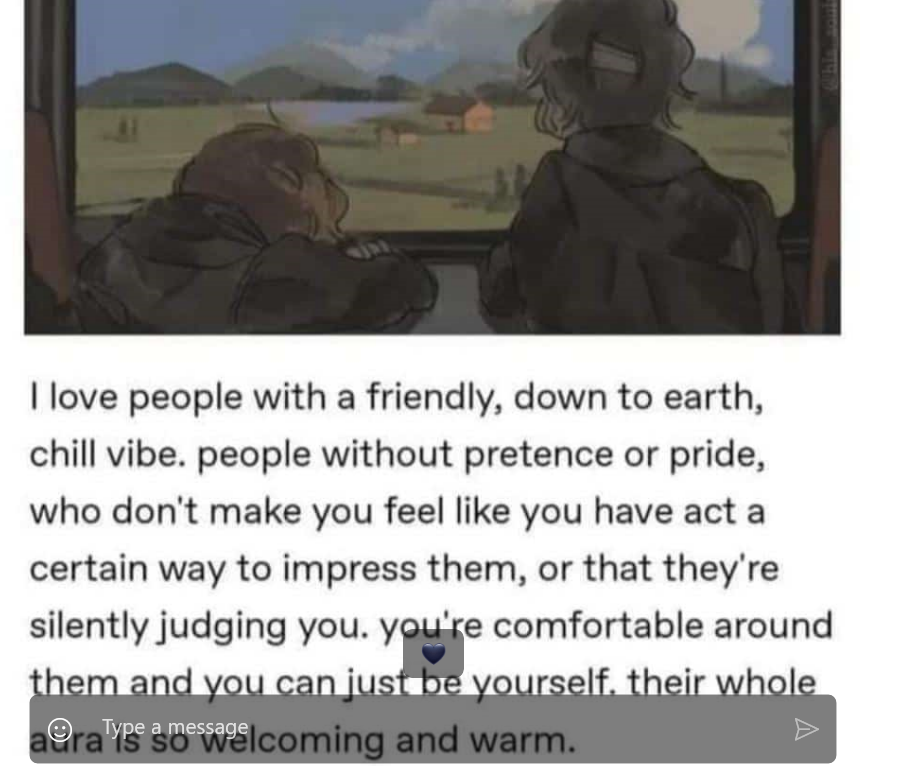 I love people with a friendly, down to earth,
chill vibe. people without pretence or pride,
who don't make you feel like you have act a
certain way to impress them, or that they're
silently judging you. you're comfortable around
them and you can just be yourself. their whole
Type a message
aura is so welcoming and warm.